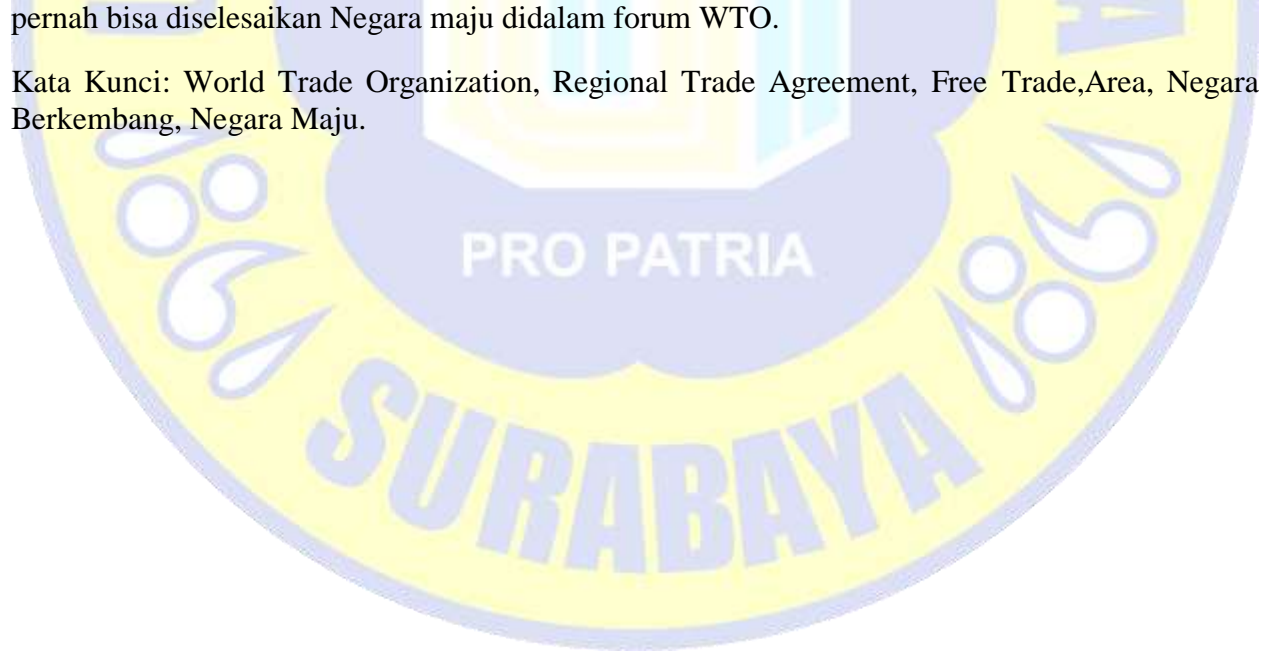 pernah bisa diselesaikan Negara maju didalam forum WTO.
Kata Kunci: World Trade Organization, Regional Trade Agreement, Free Trade,Area, Negara
Berkembang, Negara Maju.
PRO PATRIA
SURABAYA